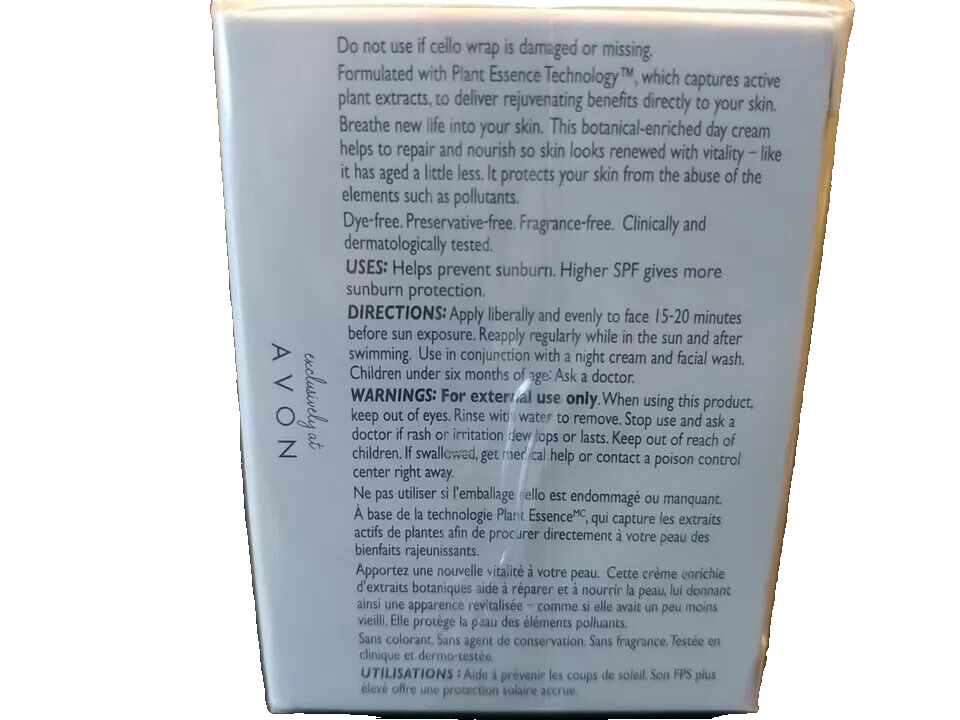 Do not use if cello wrap is damaged or missing.
Formulated with Plant Essence Technology™, which captures active
plant extracts, to deliver rejuvenating benefits directly to your skin.
Breathe new life into your skin. This botanical-enriched day cream
helps to repair and nourish so skin looks renewed with vitality – like
it has aged a little less. It protects your skin from the abuse of the
elements such as pollutants.
Dye-free. Preservative-free. Fragrance-free. Clinically and
dermatologically tested.
USES: Helps prevent sunburn. Higher SPF gives more
sunburn protection.
DIRECTIONS: Apply liberally and evenly to face 15-20 minutes
before sun exposure. Reapply regularly while in the sun and after
swimming. Use in conjunction with a night cream and facial wash.
Children under six months of age: Ask a doctor.
WARNINGS: For external use only. When using this product,
keep out of eyes. Rinse with water to remove. Stop use and ask a
doctor if rash or irritation develops or lasts. Keep out of reach of
children. If swallowed, get medical help or contact a poison control
center right away.
Ne pas utiliser si l'emballage cello est endommagé ou manquant.
À base de la technologie Plant Essence^MC, qui capture les extraits
actifs de plantes afin de procurer directement à votre peau des
bienfaits rajeunissants.
Apportez une nouvelle vitalité à votre peau. Cette crème enrichie
d'extraits botaniques aide à réparer et à nourrir la peau, lui donnant
ainsi une apparence revitalisée – comme si elle avait un peu moins
vieilli. Elle protège la peau des éléments polluants.
Sans colorant. Sans agent de conservation. Sans fragrance. Testée en
clinique et dermo-testée.
UTILISATIONS : Aide à prévenir les coups de soleil. Son FPS plus
élevé offre une protection solaire accrue.
exclusively at
AVON